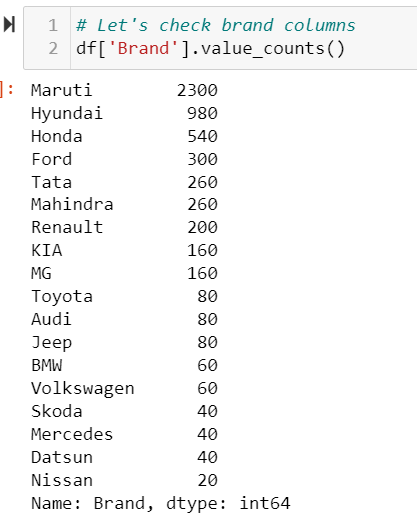 1 # Let's check brand columns
2 df['Brand'].value_counts()
]:
Maruti 2300
Hyundai 980
Honda 540
Ford 300
Tata 260
Mahindra 260
Renault 200
KIA 160
MG 160
Toyota 80
Audi 80
Jeep 80
BMW 60
Volkswagen 60
Skoda 40
Mercedes 40
Datsun 40
Nissan 20
Name: Brand, dtype: int64